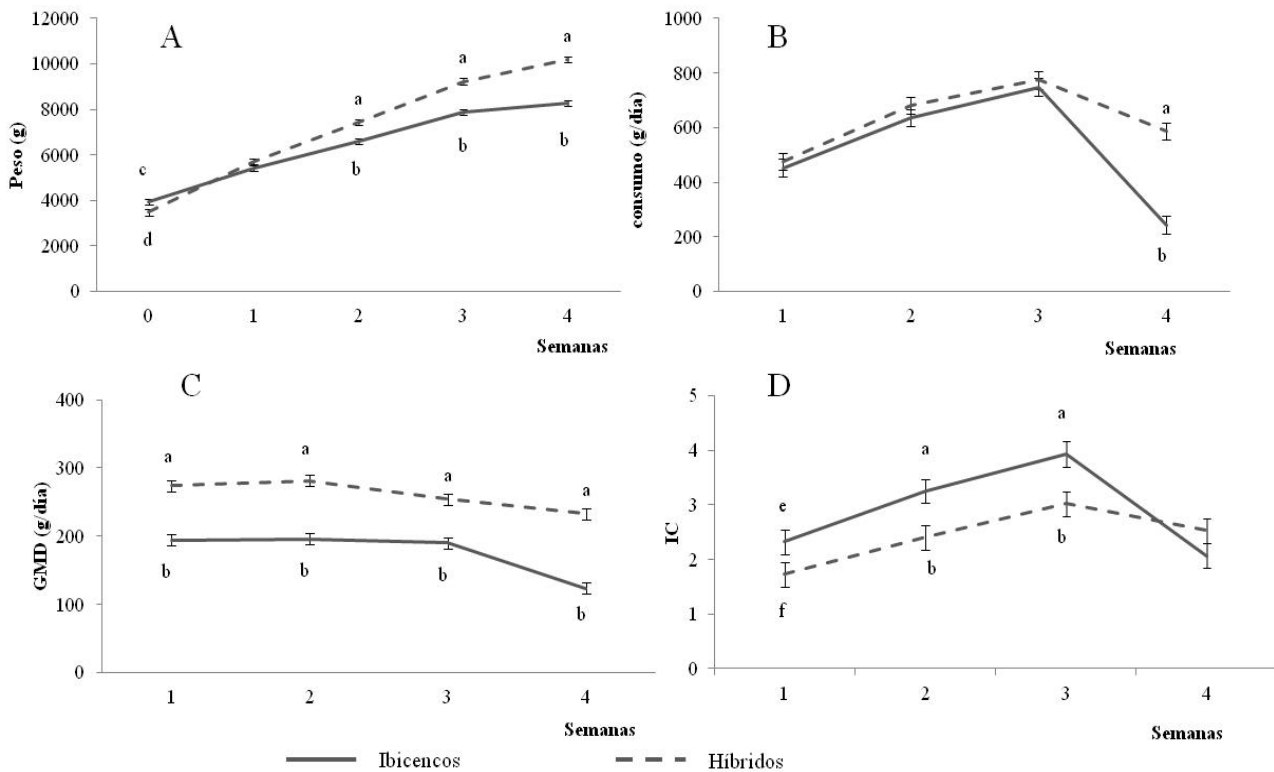 A
Peso (g)
12000
10000
8000
6000
4000
2000
0
c
d
a
b
a
b
a
b
0 1 2 3 4
Semanas
B
consumo (g/día)
1000
800
600
400
200
0
a
b
1 2 3 4
Semanas
C
GMD (g/día)
400
300
200
100
0
a a a a
b b b b
1 2 3 4
Semanas
D
IC
5
4
3
2
1
0
e
f
a
b
a
b
1 2 3 4
Semanas
Ibicencos Híbridos